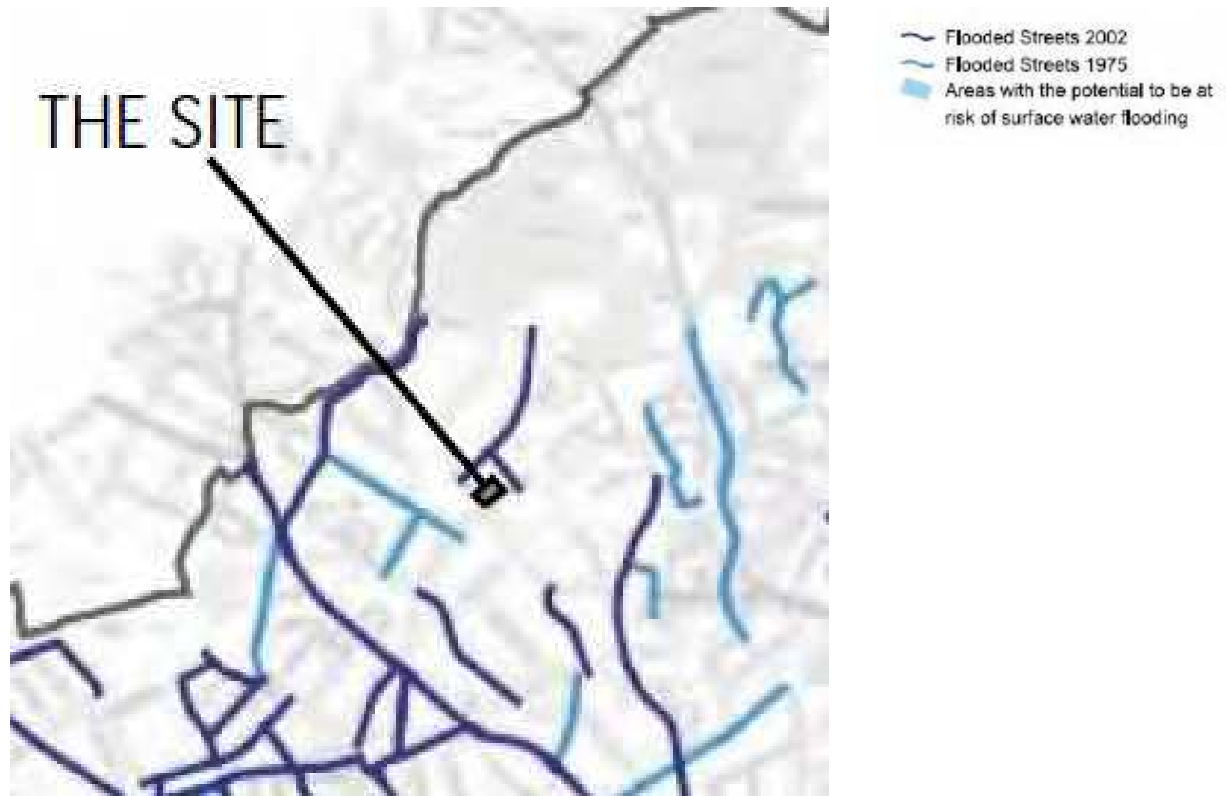 THE SITE
Flooded Streets 2002
Flooded Streets 1975
Areas with the potential to be at
risk of surface water flooding